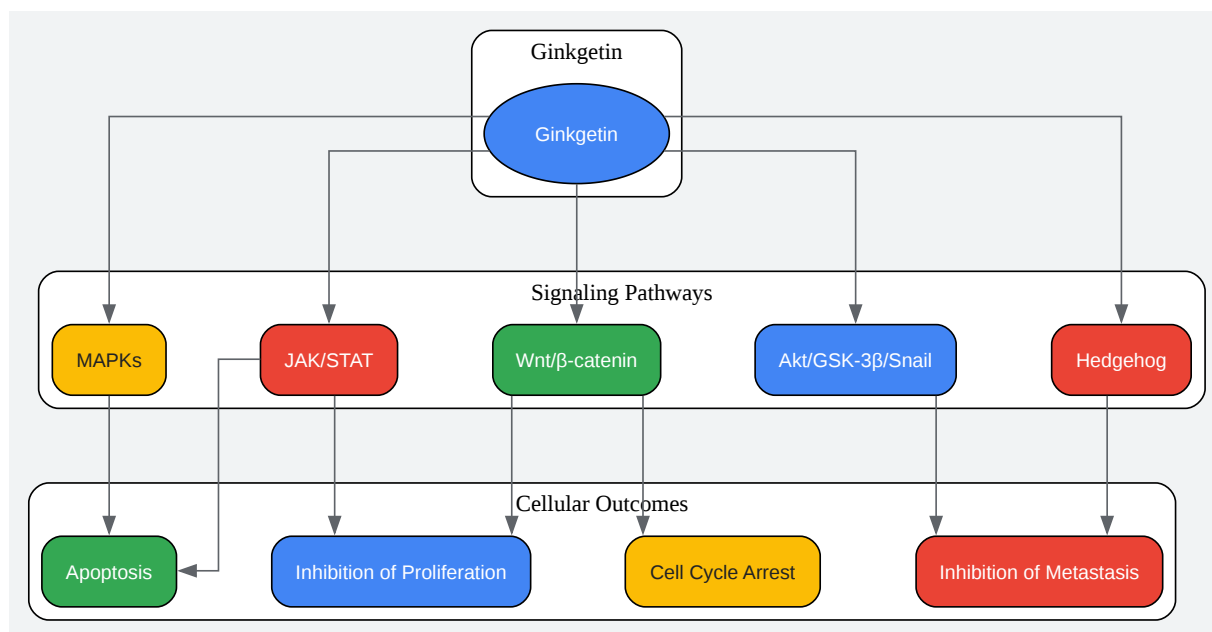 Ginkgetin
Ginkgetin
Signaling Pathways
MAPKs
JAK/STAT
Wnt/β-catenin
Akt/GSK-3β/Snail
Hedgehog
Cellular Outcomes
Apoptosis
Inhibition of Proliferation
Cell Cycle Arrest
Inhibition of Metastasis